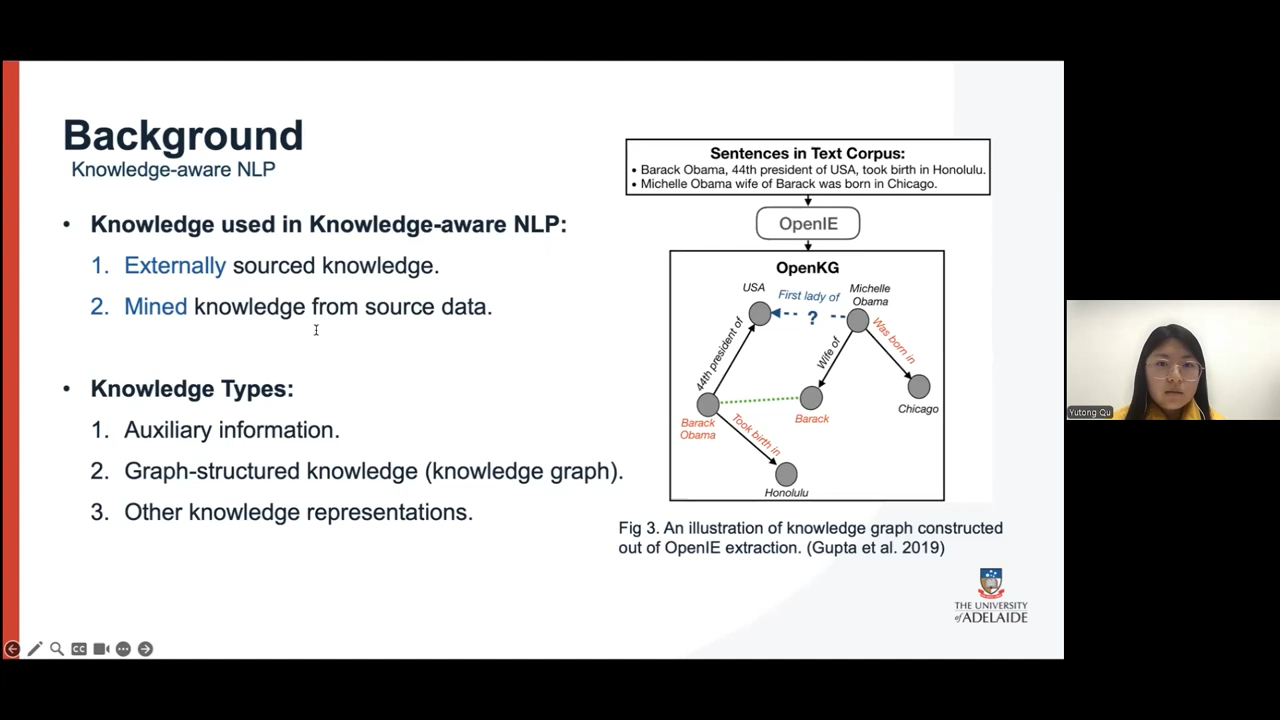 Background
Knowledge-aware NLP
• Knowledge used in Knowledge-aware NLP:
1. Externally sourced knowledge.
2. Mined knowledge from source data.
• Knowledge Types:
1. Auxiliary information.
2. Graph-structured knowledge (knowledge graph).
3. Other knowledge representations.
Sentences in Text Corpus:
• Barack Obama, 44th president of USA, took birth in Honolulu.
• Michelle Obama wife of Barack was born in Chicago.
OpenIE
OpenKG
USA
First lady of
?
Michelle
Obama
44th president of
Wife of
Was born in
Chicago
Barack
Obama
Barack
Took birth in
Honolulu
Fig 3. An illustration of knowledge graph constructed
out of OpenIE extraction. (Gupta et al. 2019)
THE UNIVERSITY
of ADELAIDE
CC
Yutong Qu